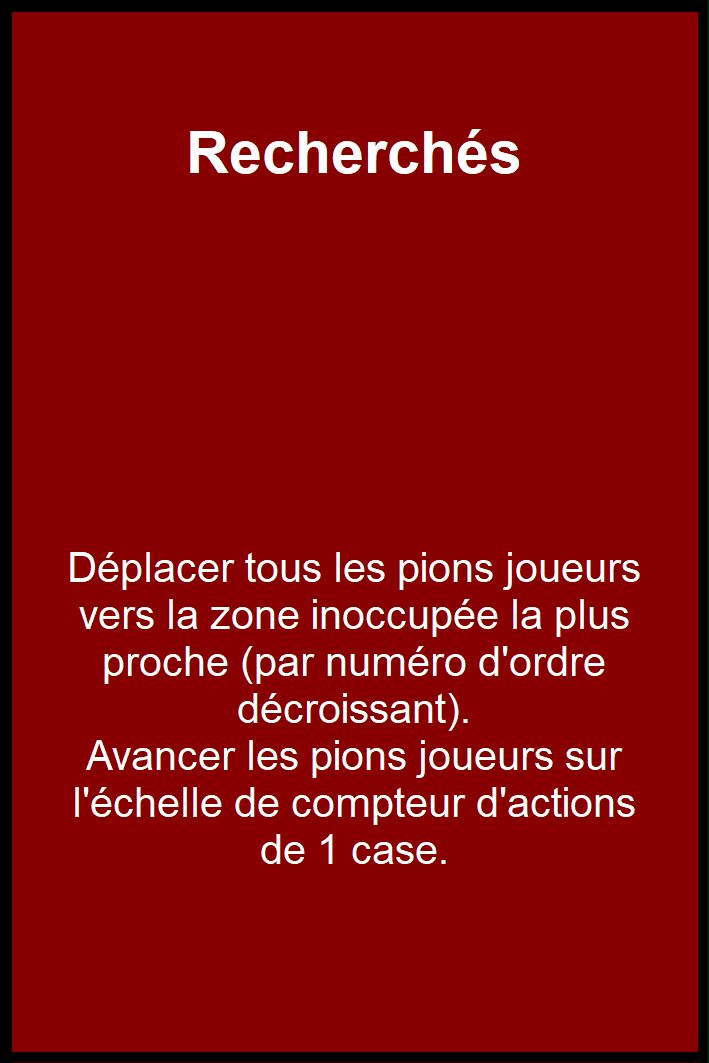 Recherchés
Déplacer tous les pions joueurs
vers la zone inoccupée la plus
proche (par numéro d'ordre
décroissant).
Avancer les pions joueurs sur
l'échelle de compteur d'actions
de 1 case.